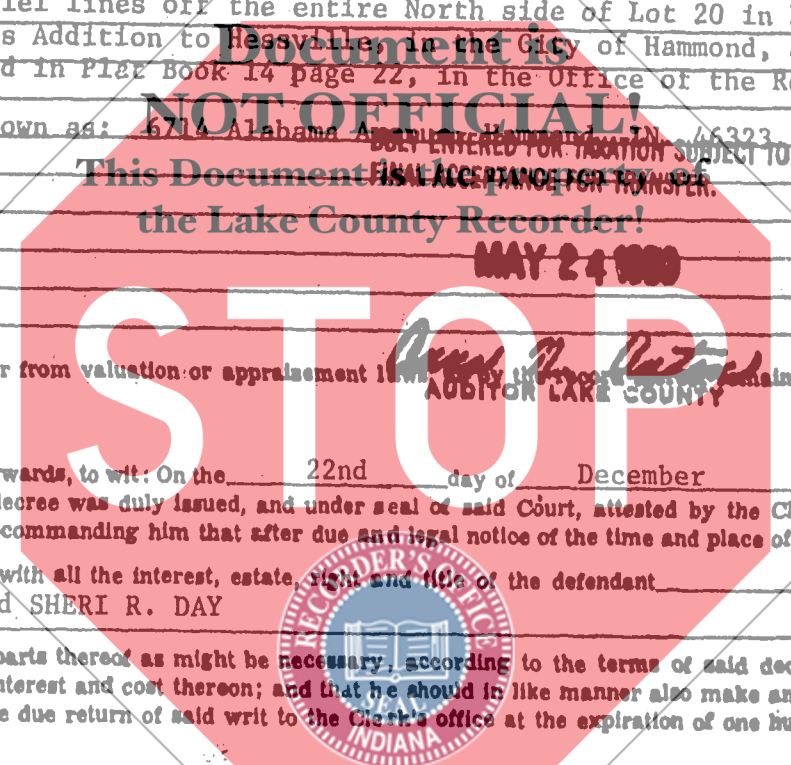 lel lines off the entire North side of Lot 20 in
s Addition to Hessville, in the City of Hammond,
d in Plat Book 14 page 22, in the Office of the Re
own as: 6714 Alabama Hammond IN 46323
DULY ENTERED FOR TAXATION SUBJECT TO
FINAL ACCEPTANCE FOR TRANSFER.
Document is
NOT OFFICIAL!
This Document is the property of
the Lake County Recorder!
MAY 24
STOP
r from valuation or appraisement
AUDITOR LAKE COUNTY
wards, to wit: On the 22nd day of December
decree was duly issued, and under seal of said Court, attested by the Cl
commanding him that after due and legal notice of the time and place of
with all the interest, estate, right and title of the defendant
d SHERI R. DAY
parts thereof as might be necessary, according to the terms of said dec
nterest and cost thereon; and that he should in like manner also make an
e due return of said writ to the Clerk's office at the expiration of one hu
RECORDER'S OFFICE
SEAL
INDIANA